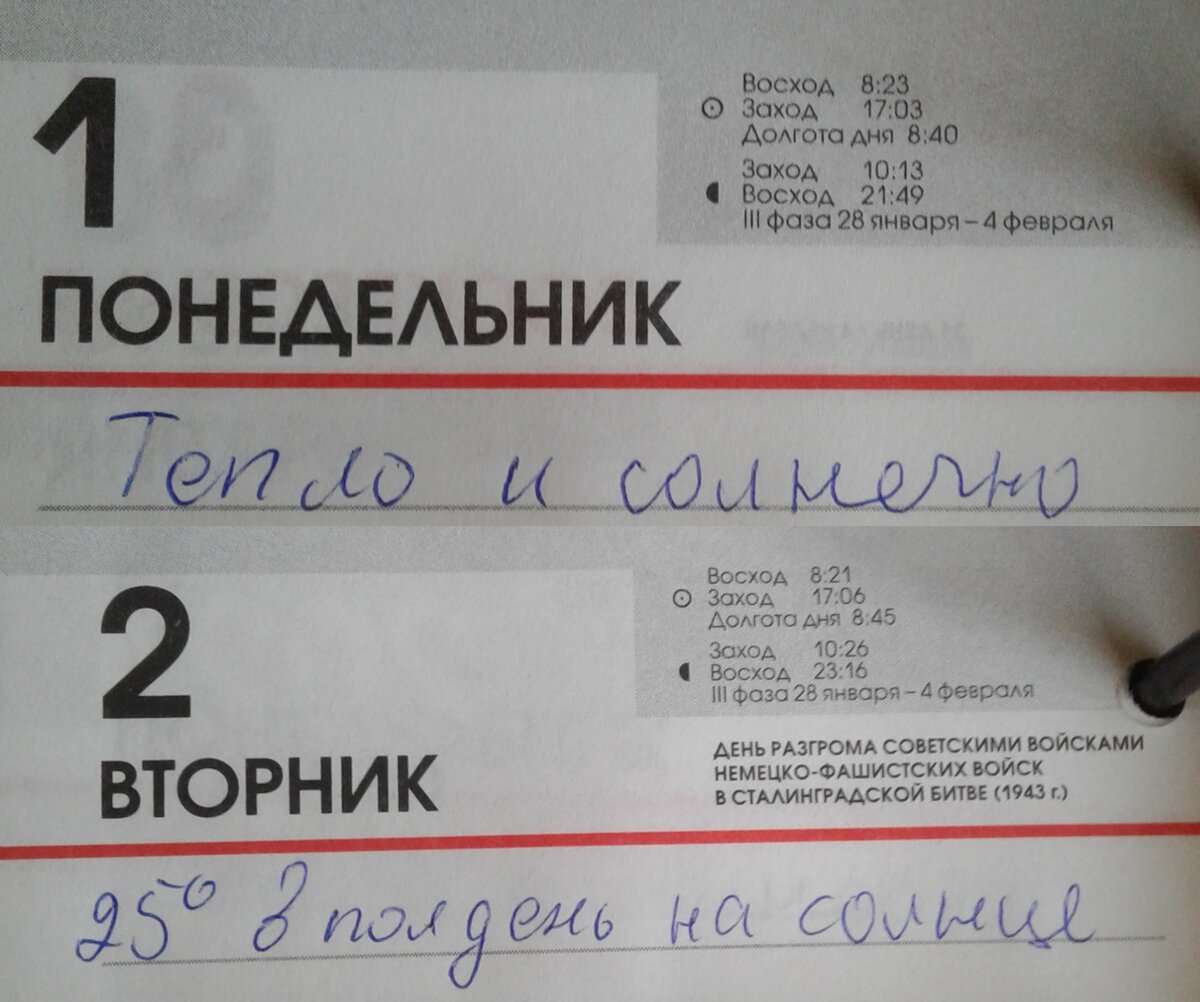 1
ПОНЕДЕЛЬНИК
Восход 8:23
Заход 17:03
Долгота дня 8:40
Заход 10:13
Восход 21:49
III фаза 28 января – 4 февраля
Тепло и солнечно
2
ВТОРНИК
Восход 8:21
Заход 17:06
Долгота дня 8:45
Заход 10:26
Восход 23:16
III фаза 28 января – 4 февраля
ДЕНЬ РАЗГРОМА СОВЕТСКИМИ ВОЙСКАМИ
НЕМЕЦКО-ФАШИСТСКИХ ВОЙСК
В СТАЛИНГРАДСКОЙ БИТВЕ (1943 г.)
25° в полдень на солнце